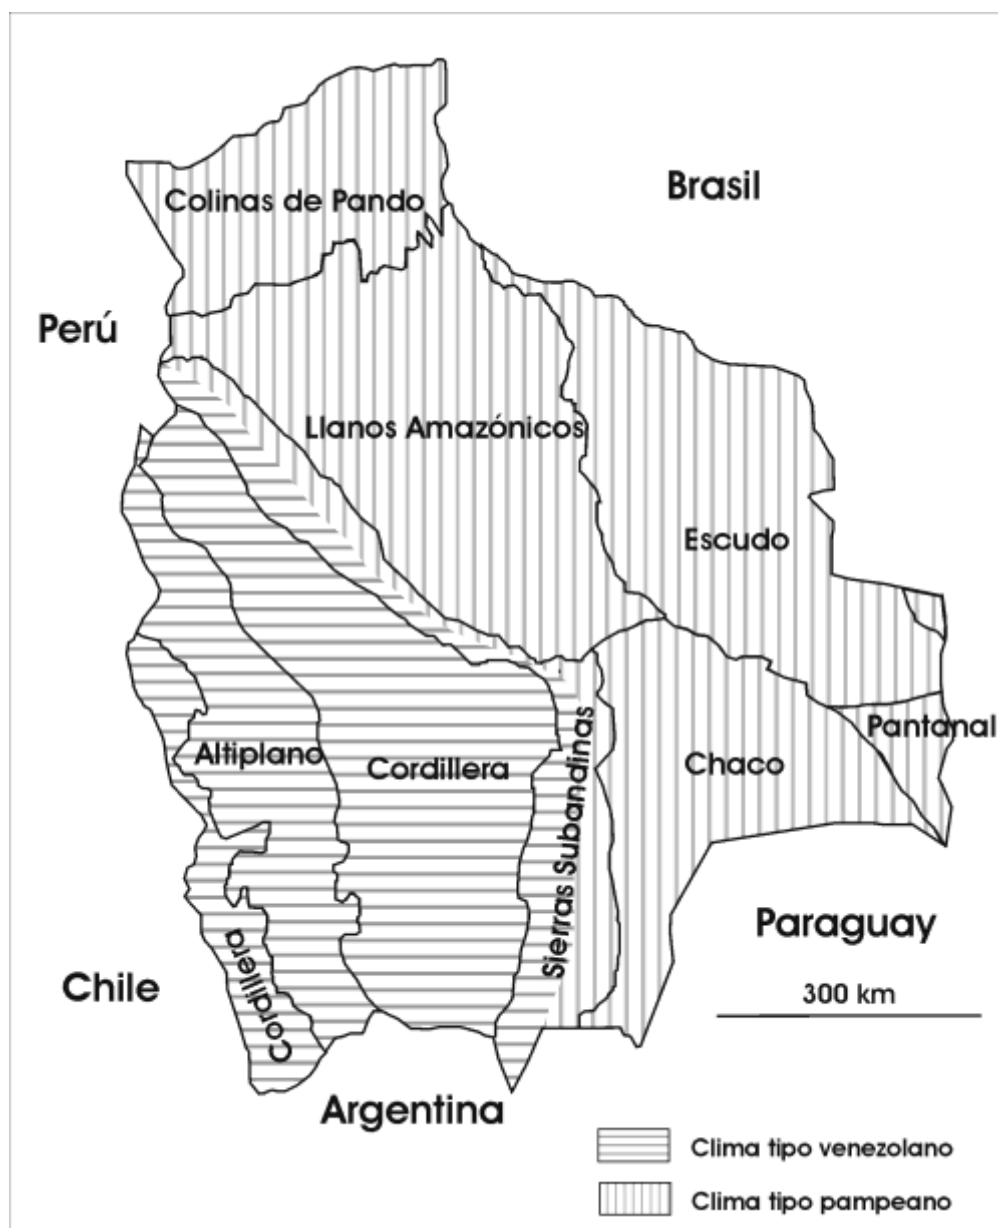 Brasil
Colinas de Pando
Perú
Llanos Amazónicos
Escudo
Pantanal
Altiplano
Cordillera
Chaco
Sierras Subandinas
Paraguay
Cordillera
Chile
300 km
Argentina
Clima tipo venezolano
Clima tipo pampeano